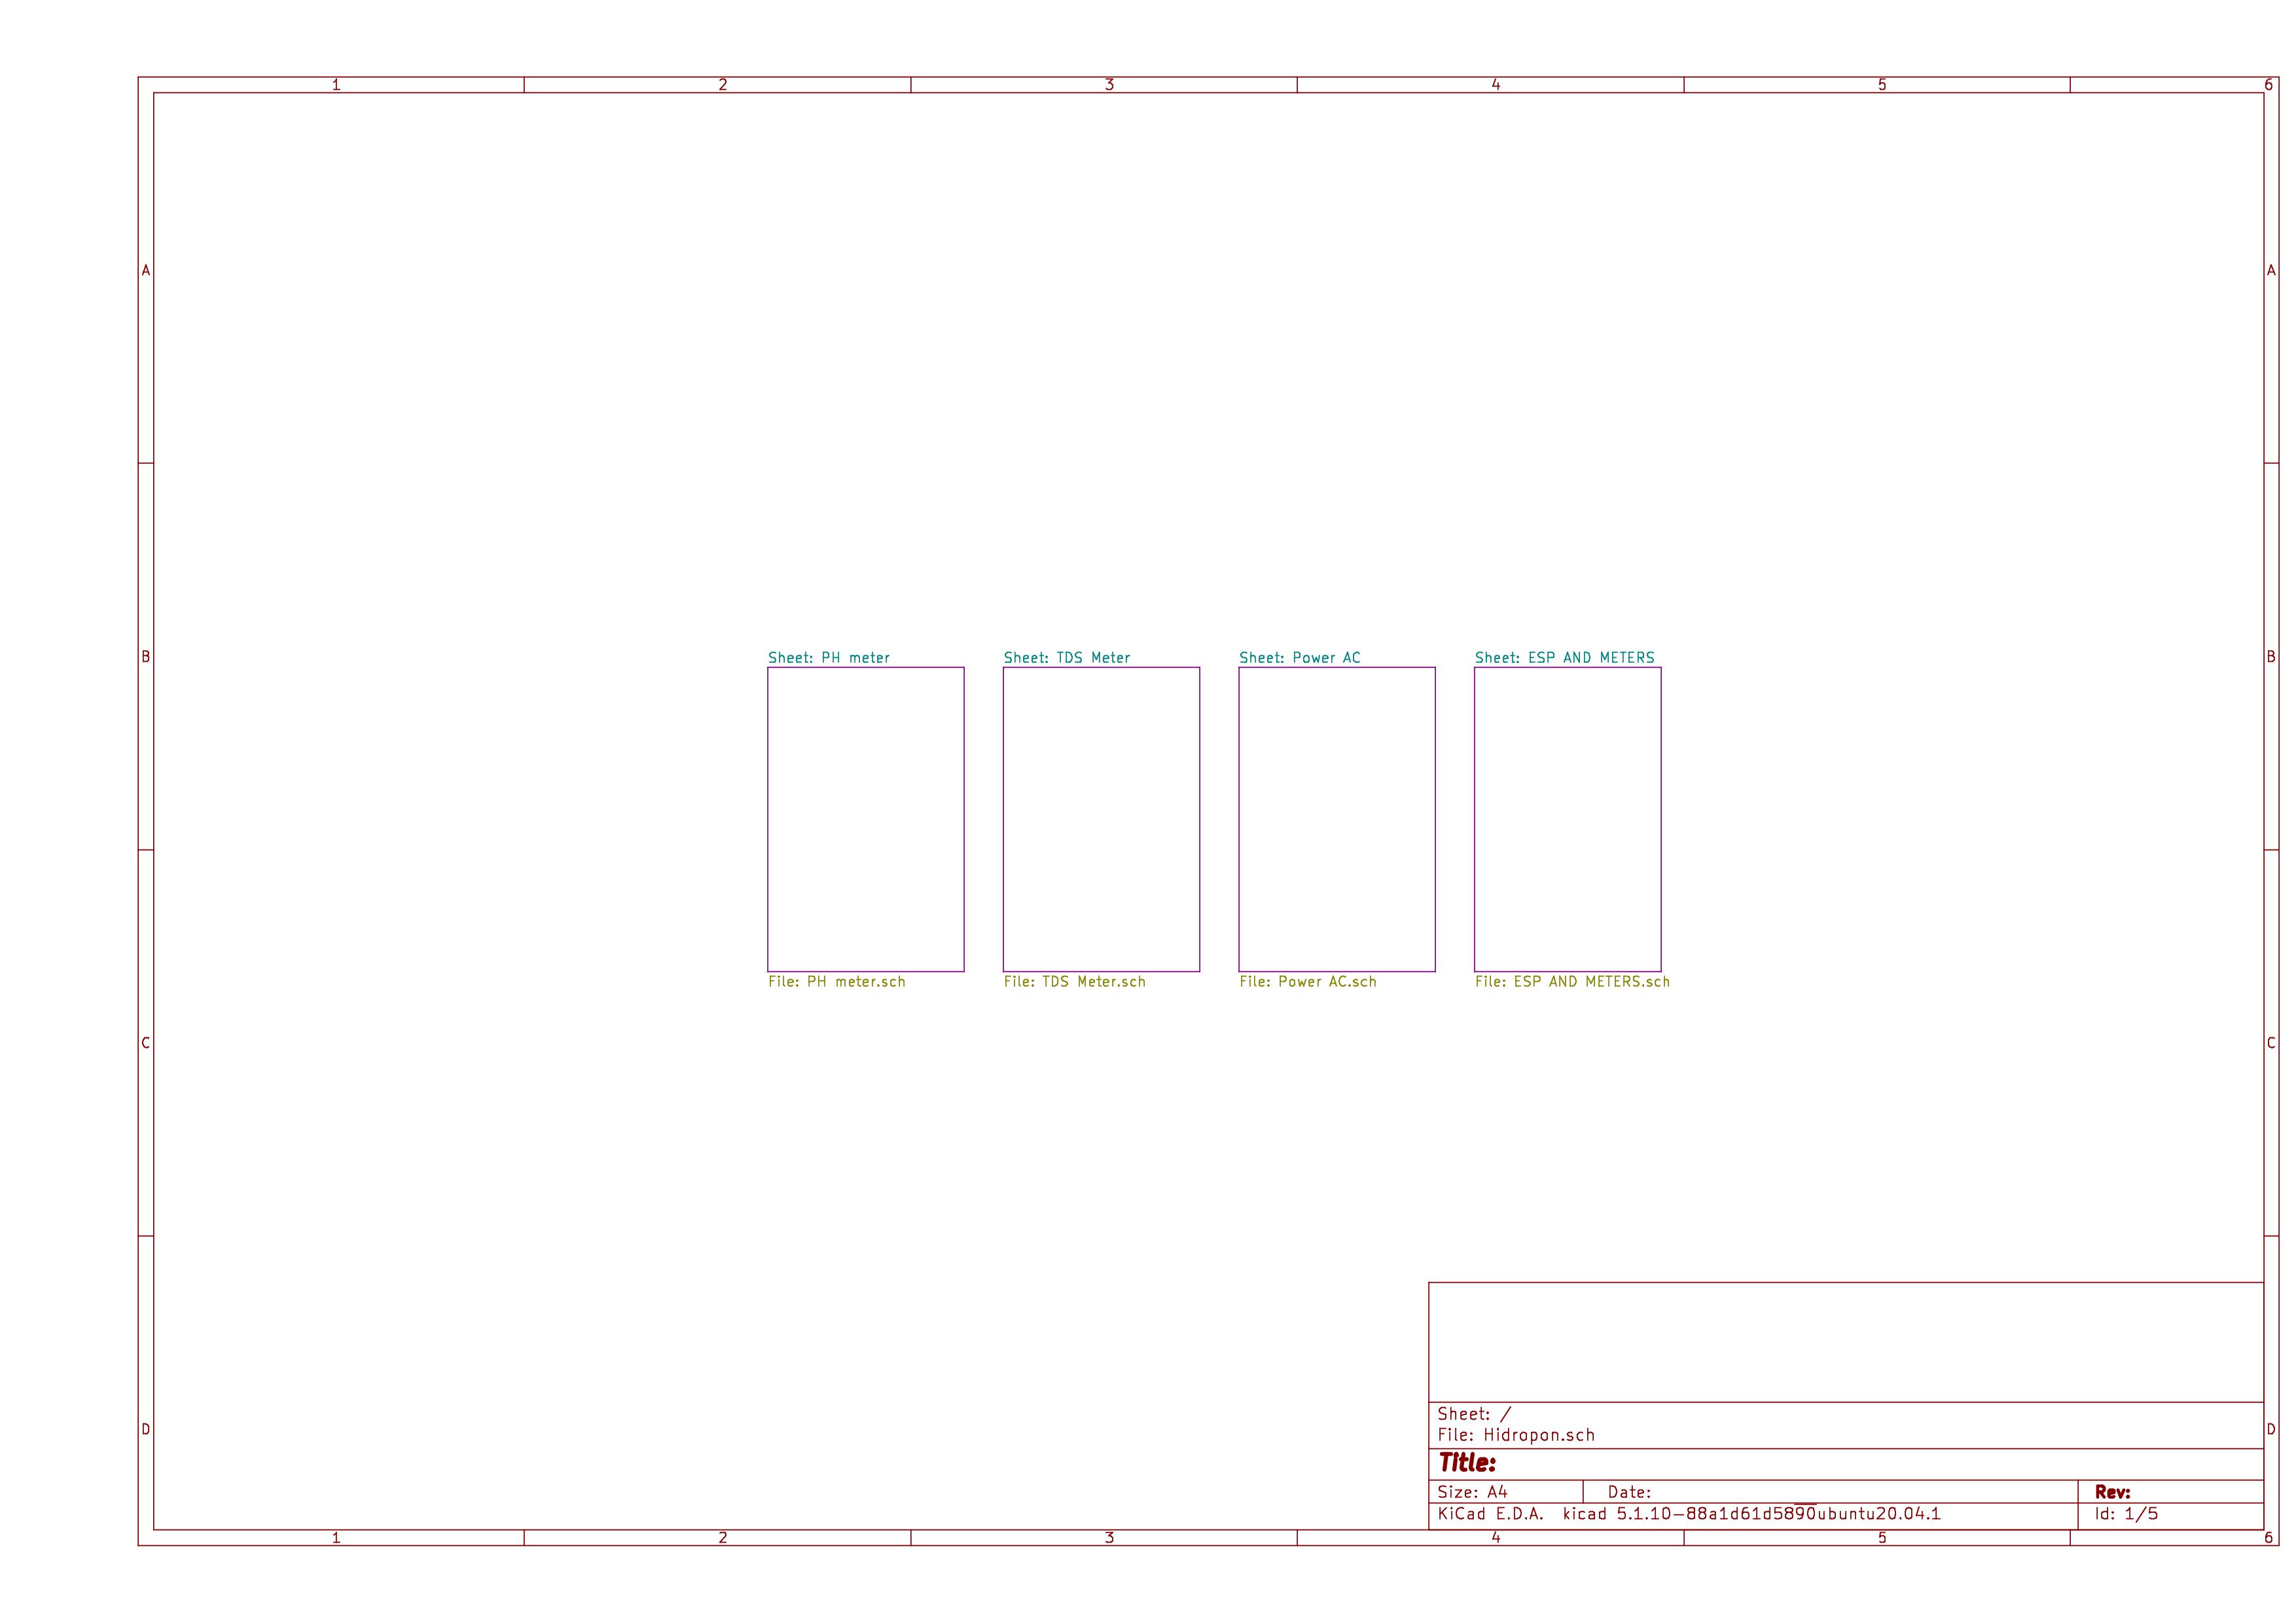 1 2 3 4 5 6
A A
B B
Sheet: PH meter Sheet: TDS Meter Sheet: Power AC Sheet: ESP AND METERS
File: PH meter.sch File: TDS Meter.sch File: Power AC.sch File: ESP AND METERS.sch
C C
Sheet: /
File: Hidropon.sch
D D
Title:
Size: A4 Date: Rev:
KiCad E.D.A. kicad 5.1.10-88a1d61d5890ubuntu20.04.1 Id: 1/5
1 2 3 4 5 6